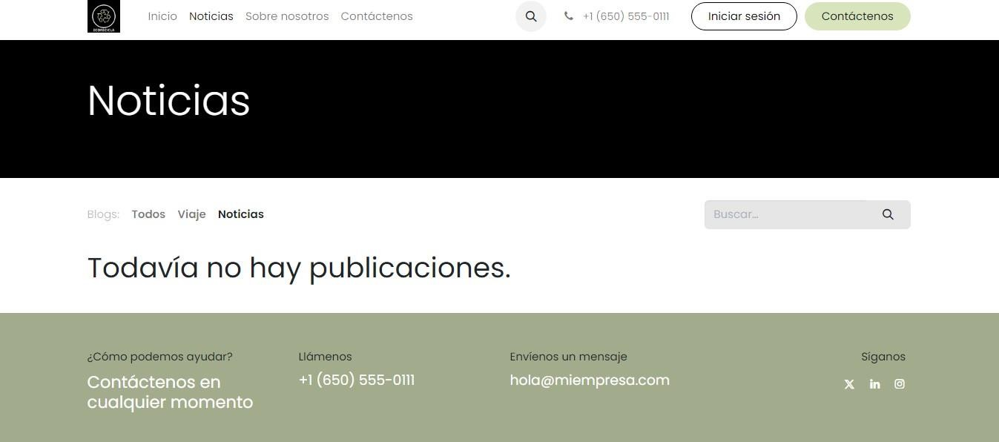 ECORECICLA
Inicio Noticias Sobre nosotros Contáctenos +1 (650) 555-0111 Iniciar sesión Contáctenos
Noticias
Blogs: Todos Viaje Noticias Buscar...
Todavía no hay publicaciones.
¿Cómo podemos ayudar? Llámenos Envíenos un mensaje Síganos
Contáctenos en +1 (650) 555-0111 hola@miempresa.com
cualquier momento